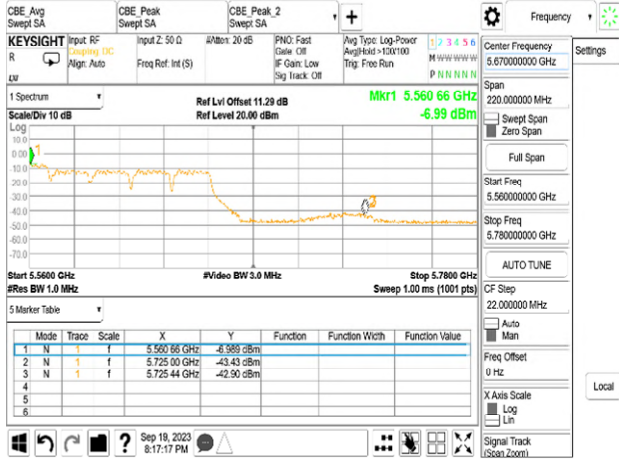 CBE_Avg
Swept SA
CBE_Peak
Swept SA
CBE_Peak_2
Swept SA
+
Frequency
KEYSIGHT
R
Input: RF
Coupling: DC
Align: Auto
Input Z: 50 Ω
Freq Ref: Int (S)
#Atten: 20 dB
PNO: Fast
Gate: Off
IF Gain: Low
Sig Track: Off
Avg Type: Log-Power
Avg|Hold >100/100
Trig: Free Run
1 2 3 4 5 6
M W W W W W
P N N N N N
1 Spectrum
Scale/Div 10 dB
Ref Lvl Offset 11.29 dB
Ref Level 20.00 dBm
Mkr1 5.560 66 GHz
-6.99 dBm
Log
10.0
0.00
-10.0
-20.0
-30.0
-40.0
-50.0
-60.0
-70.0
1
3
Start 5.5600 GHz
#Res BW 1.0 MHz
#Video BW 3.0 MHz
Stop 5.7800 GHz
Sweep 1.00 ms (1001 pts)
5 Marker Table
Mode Trace Scale X Y Function Function Width Function Value
1 N 1 f 5.560 66 GHz -6.989 dBm
2 N 1 f 5.725 00 GHz -43.43 dBm
3 N 1 f 5.725 44 GHz -42.90 dBm
4
5
6
?
Sep 19, 2023
8:17:17 PM
Center Frequency
5.670000000 GHz
Span
220.000000 MHz
Swept Span
Zero Span
Full Span
Start Freq
5.560000000 GHz
Stop Freq
5.780000000 GHz
AUTO TUNE
CF Step
22.000000 MHz
Auto
Man
Freq Offset
0 Hz
X Axis Scale
Log
Lin
Signal Track
(Span Zoom)
Settings
Local